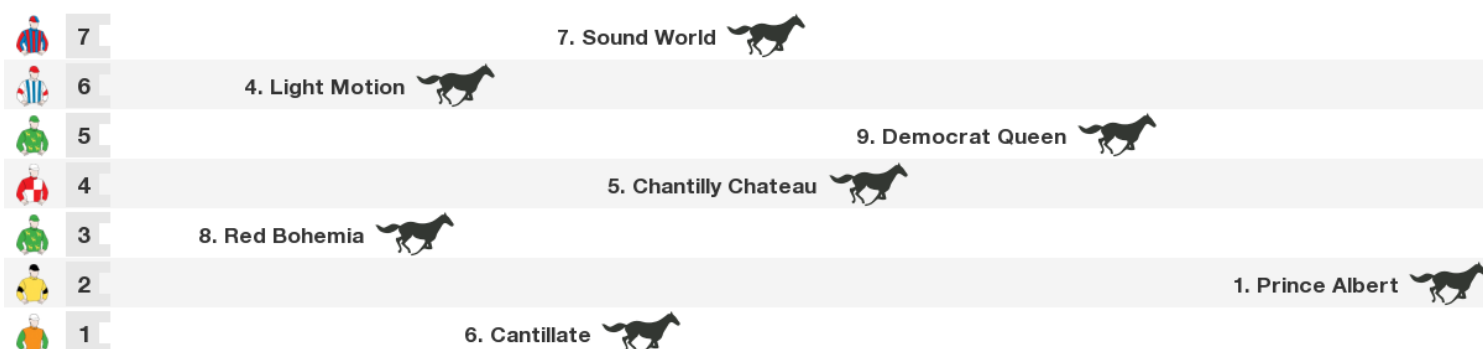 7 7. Sound World
6 4. Light Motion
5 9. Democrat Queen
4 5. Chantilly Chateau
3 8. Red Bohemia
2 1. Prince Albert
1 6. Cantillate